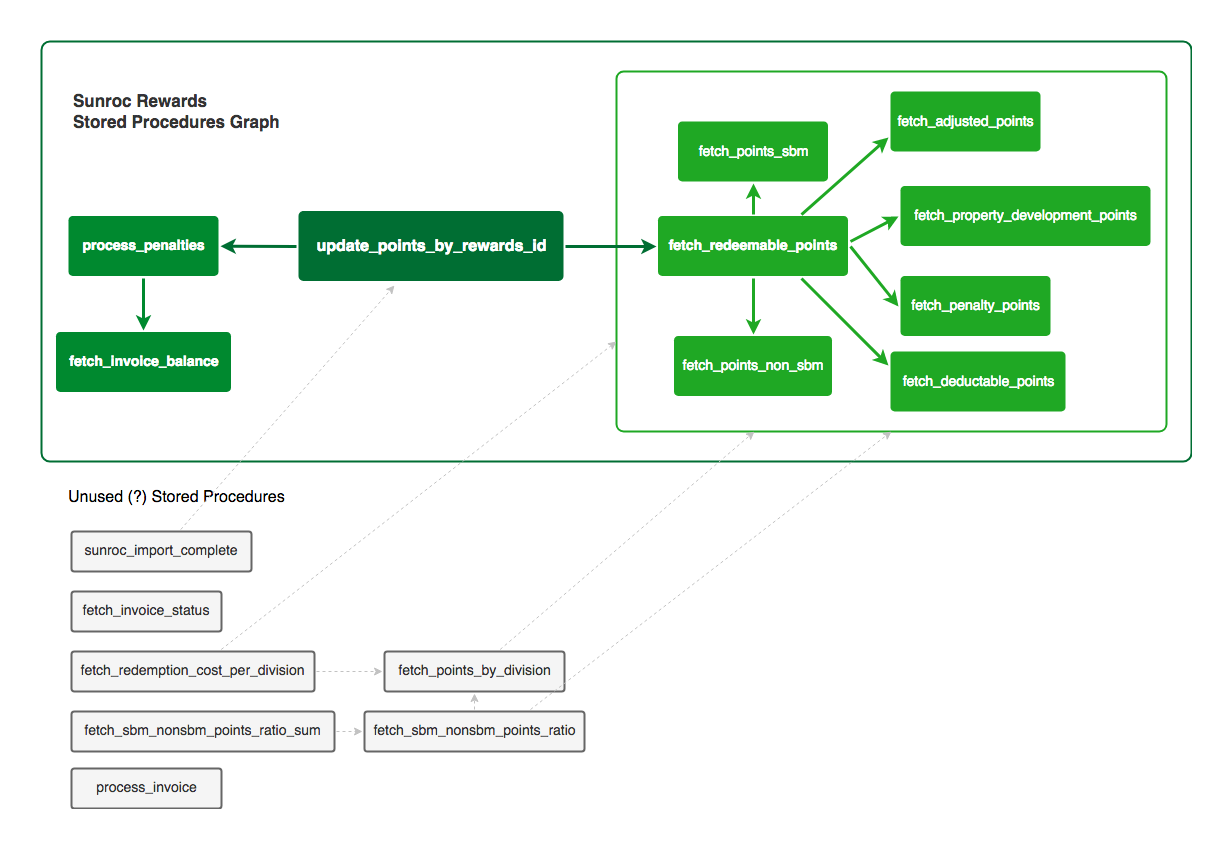 Sunroc Rewards
Stored Procedures Graph
fetch_adjusted_points
fetch_points_sbm
fetch_property_development_points
process_penalties
update_points_by_rewards_id
fetch_redeemable_points
fetch_penalty_points
fetch_invoice_balance
fetch_points_non_sbm
fetch_deductable_points
Unused (?) Stored Procedures
sunroc_import_complete
fetch_invoice_status
fetch_redemption_cost_per_division
fetch_points_by_division
fetch_sbm_nonsbm_points_ratio_sum
fetch_sbm_nonsbm_points_ratio
process_invoice